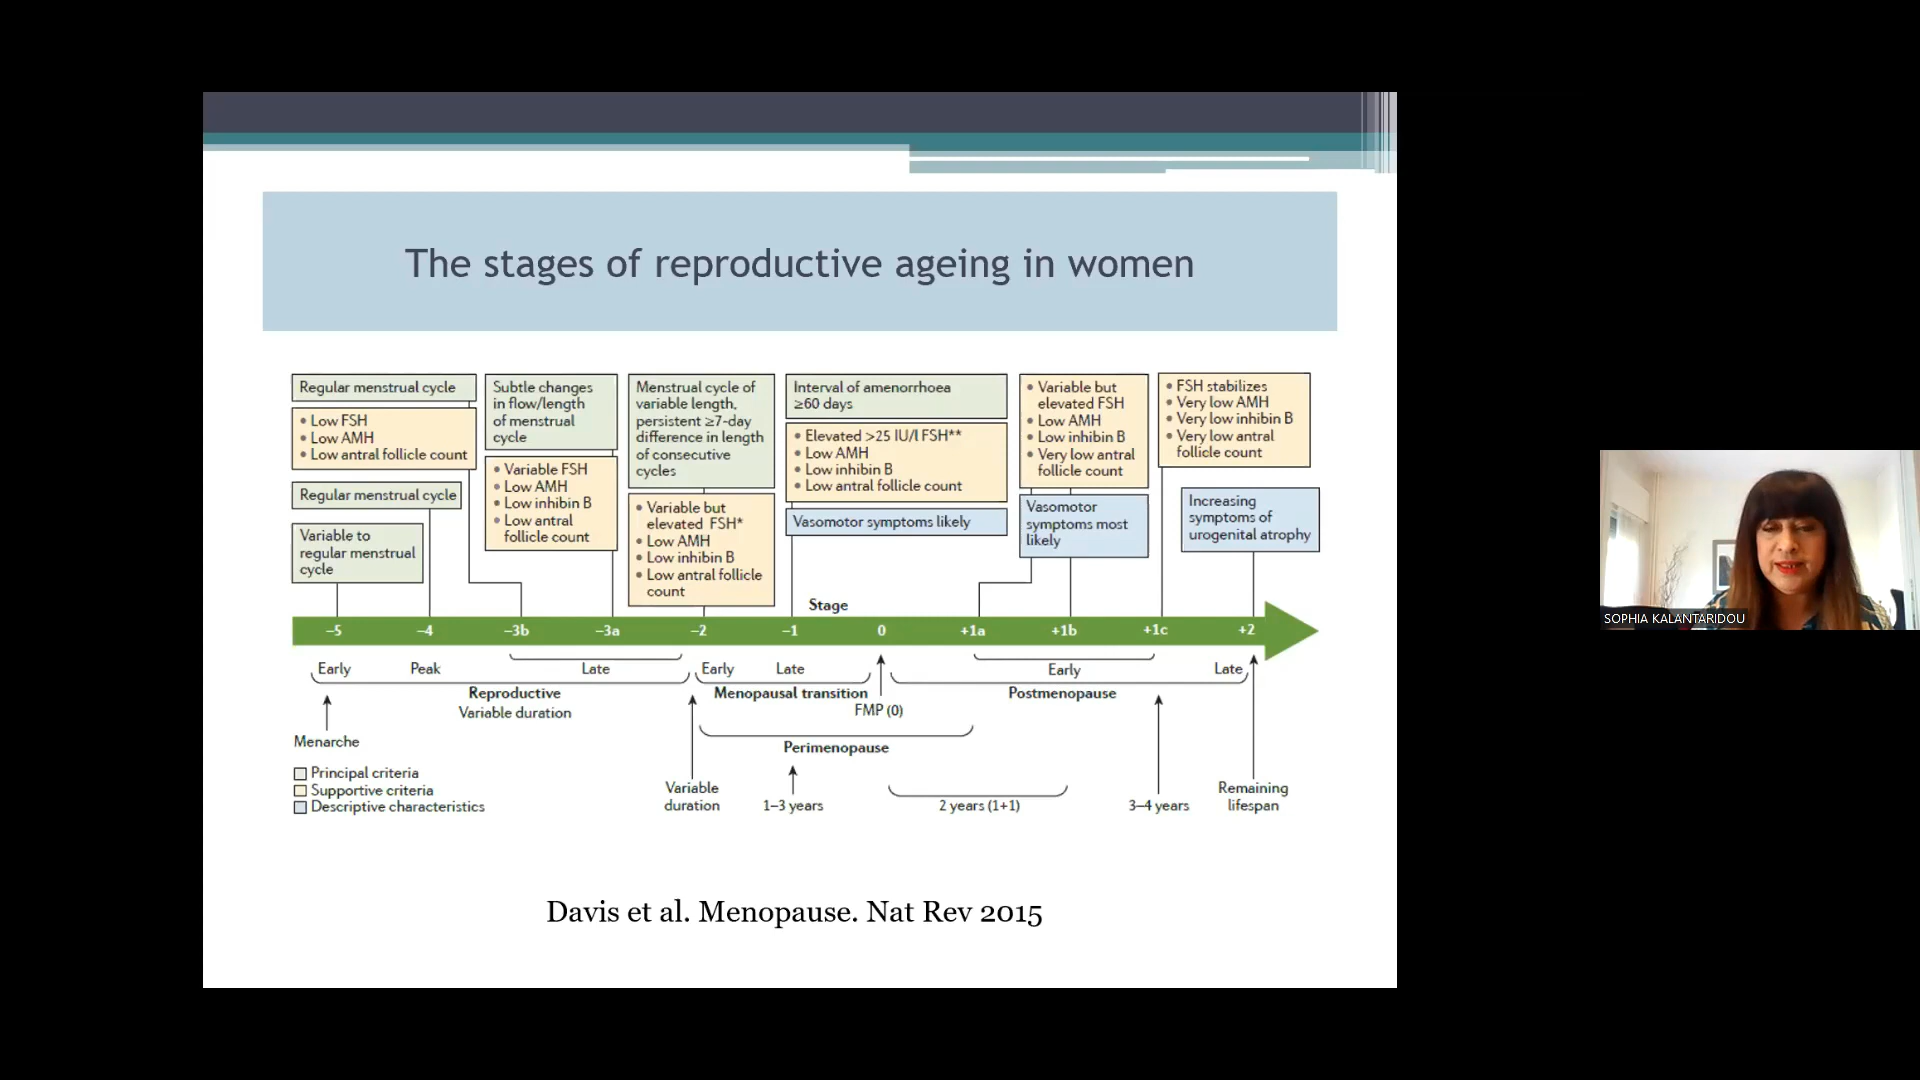 The stages of reproductive ageing in women
Regular menstrual cycle
• Low FSH
• Low AMH
• Low antral follicle count
Regular menstrual cycle
Variable to
regular menstrual
cycle
Subtle changes
in flow/length
of menstrual
cycle
• Variable FSH
• Low AMH
• Low inhibin B
• Low antral
follicle count
Menstrual cycle of
variable length,
persistent ≥7-day
difference in length
of consecutive
cycles
• Variable but
elevated FSH*
• Low AMH
• Low inhibin B
• Low antral follicle
count
Interval of amenorrhoea
≥60 days
• Elevated >25 IU/l FSH**
• Low AMH
• Low inhibin B
• Low antral follicle count
Vasomotor symptoms likely
• Variable but
elevated FSH
• Low AMH
• Low inhibin B
• Very low antral
follicle count
Vasomotor
symptoms most
likely
• FSH stabilizes
• Very low AMH
• Very low inhibin B
• Very low antral
follicle count
Increasing
symptoms of
urogenital atrophy
Stage
–5 –4 –3b –3a –2 –1 0 +1a +1b +1c +2
Early Peak Late Early Late Early Late
Reproductive Menopausal transition Postmenopause
Variable duration FMP (0)
Menarche
Perimenopause
Principal criteria
Supportive criteria
Descriptive characteristics
Variable
duration
1–3 years
2 years (1+1)
3–4 years
Remaining
lifespan
Davis et al. Menopause. Nat Rev 2015
SOPHIA KALANTARIDOU